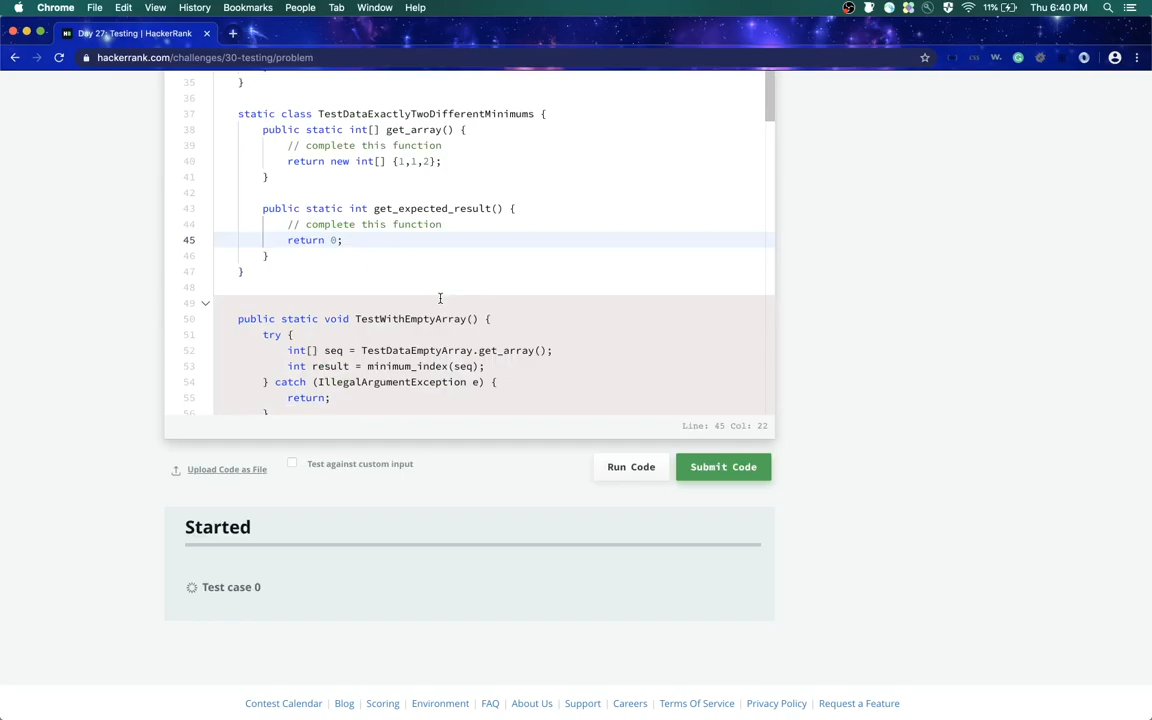 Chrome File Edit View History Bookmarks People Tab Window Help 11% Thu 6:40 PM
Day 27: Testing | HackerRank
hackerrank.com/challenges/30-testing/problem
35 }
36
37 static class TestDataExactlyTwoDifferentMinimums {
38 public static int[] get_array() {
39 // complete this function
40 return new int[] {1,1,2};
41 }
42
43 public static int get_expected_result() {
44 // complete this function
45 return 0;
46 }
47 }
48
49
50 public static void TestWithEmptyArray() {
51 try {
52 int[] seq = TestDataEmptyArray.get_array();
53 int result = minimum_index(seq);
54 } catch (IllegalArgumentException e) {
55 return;
56 }
Line: 45 Col: 22
Upload Code as File Test against custom input Run Code Submit Code
Started
Test case 0
Contest Calendar | Blog | Scoring | Environment | FAQ | About Us | Support | Careers | Terms Of Service | Privacy Policy | Request a Feature